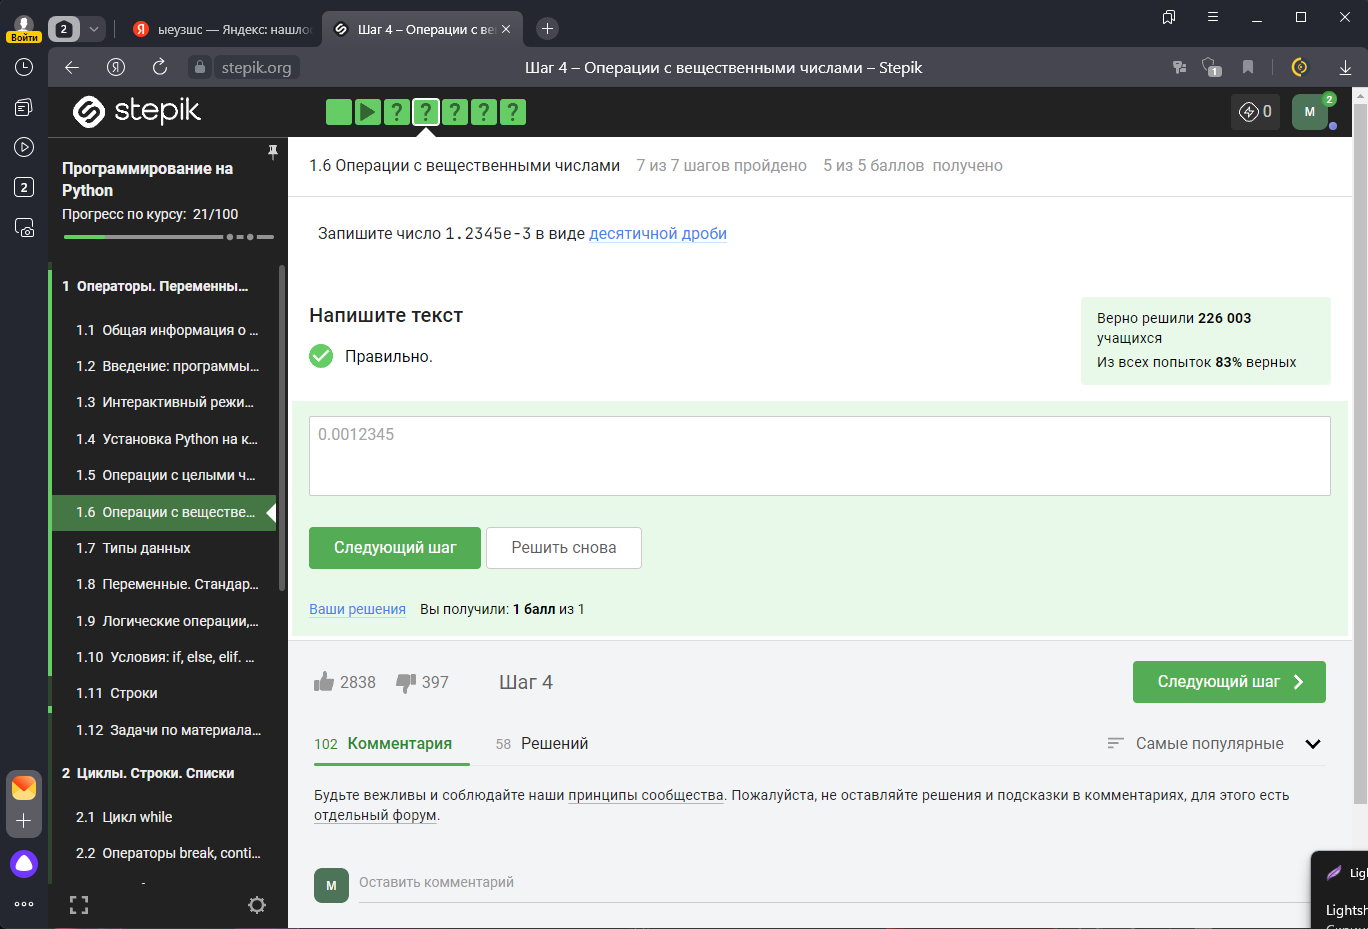 Войти
2
ыеузшс — Яндекс: нашло
Шаг 4 – Операции с ве
stepik.org
Шаг 4 – Операции с вещественными числами – Stepik
1
2
stepik
? ? ? ? ?
0
М
2
Программирование на
Python
Прогресс по курсу: 21/100
1 Операторы. Переменны...
1.1 Общая информация о ...
1.2 Введение: программы...
1.3 Интерактивный режи...
1.4 Установка Python на к...
1.5 Операции с целыми ч...
1.6 Операции с веществе...
1.7 Типы данных
1.8 Переменные. Стандар...
1.9 Логические операции,...
1.10 Условия: if, else, elif. ...
1.11 Строки
1.12 Задачи по материала...
2 Циклы. Строки. Списки
2.1 Цикл while
2.2 Операторы break, conti...
1.6 Операции с вещественными числами 7 из 7 шагов пройдено 5 из 5 баллов получено
Запишите число 1.2345e-3 в виде десятичной дроби
Напишите текст
Правильно.
Верно решили 226 003
учащихся
Из всех попыток 83% верных
0.0012345
Следующий шаг
Решить снова
Ваши решения Вы получили: 1 балл из 1
2838 397 Шаг 4
Следующий шаг
102 Комментария 58 Решений
Самые популярные
Будьте вежливы и соблюдайте наши принципы сообщества. Пожалуйста, не оставляйте решения и подсказки в комментариях, для этого есть
отдельный форум.
М
Оставить комментарий
Ligh
Lightsh